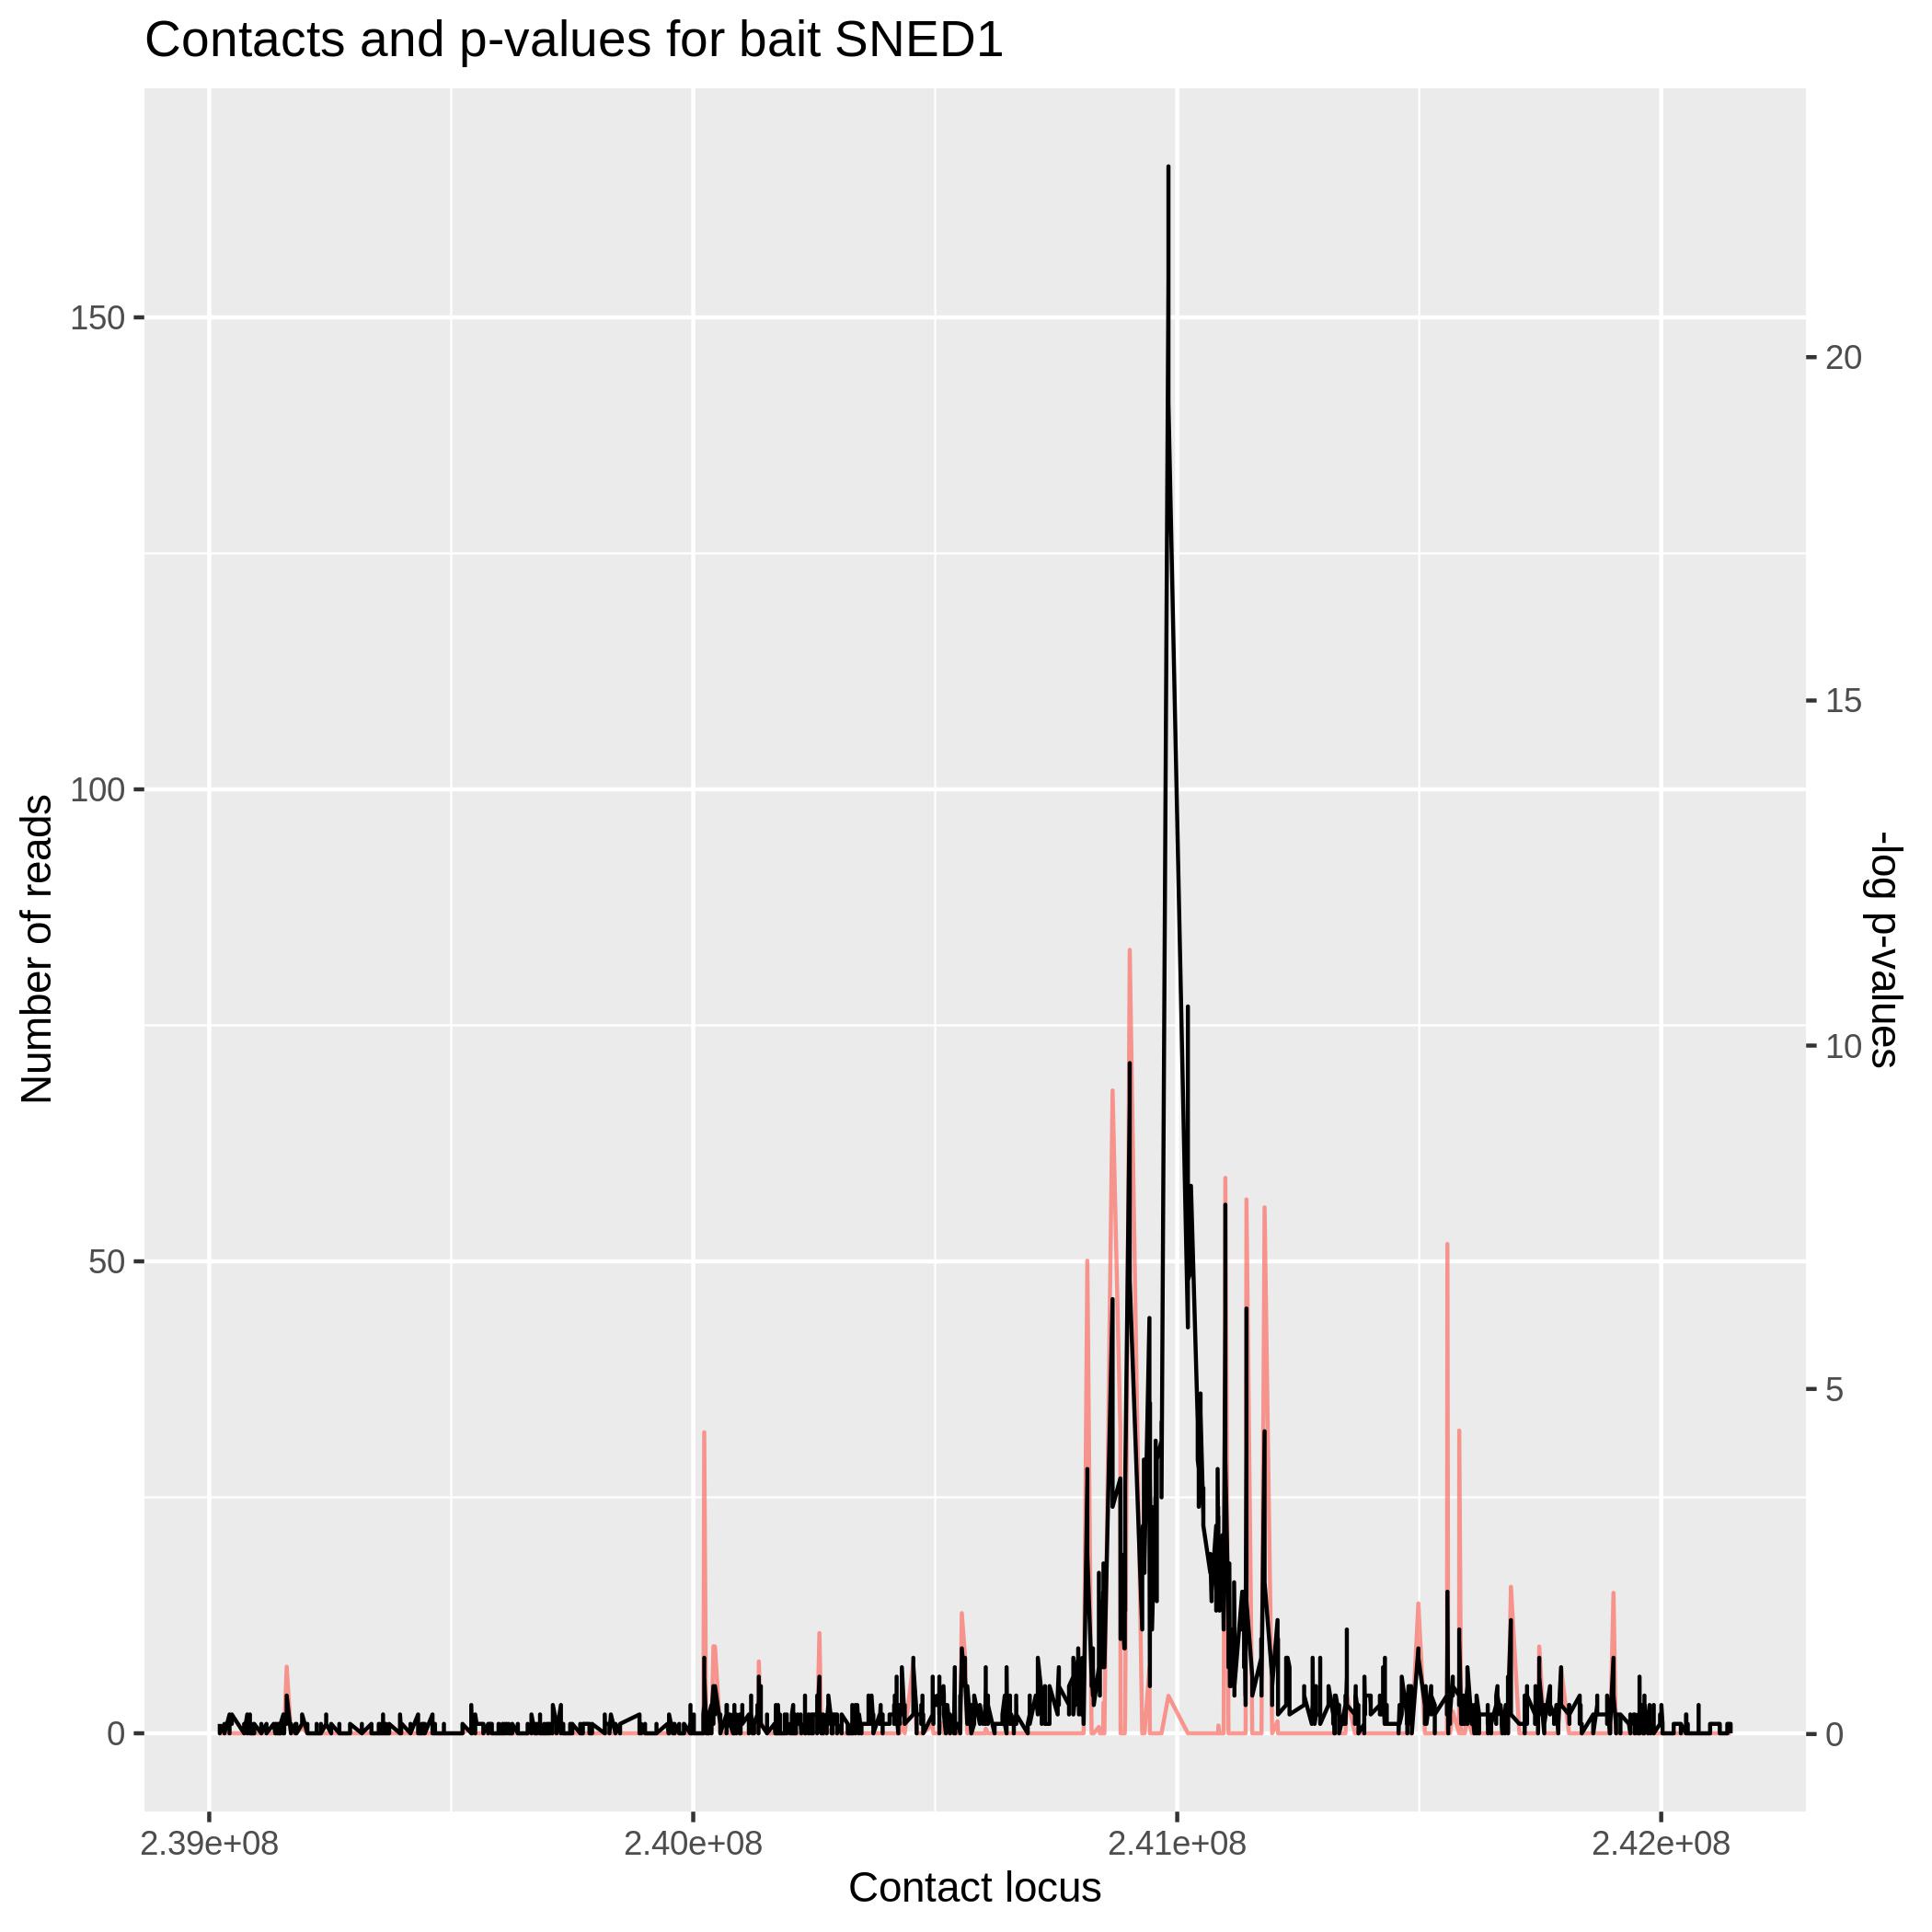 Contacts and p-values for bait SNED1
Number of reads
150
100
50
0
20
15
10
5
0
-log p-values
2.39e+08
2.40e+08
2.41e+08
2.42e+08
Contact locus